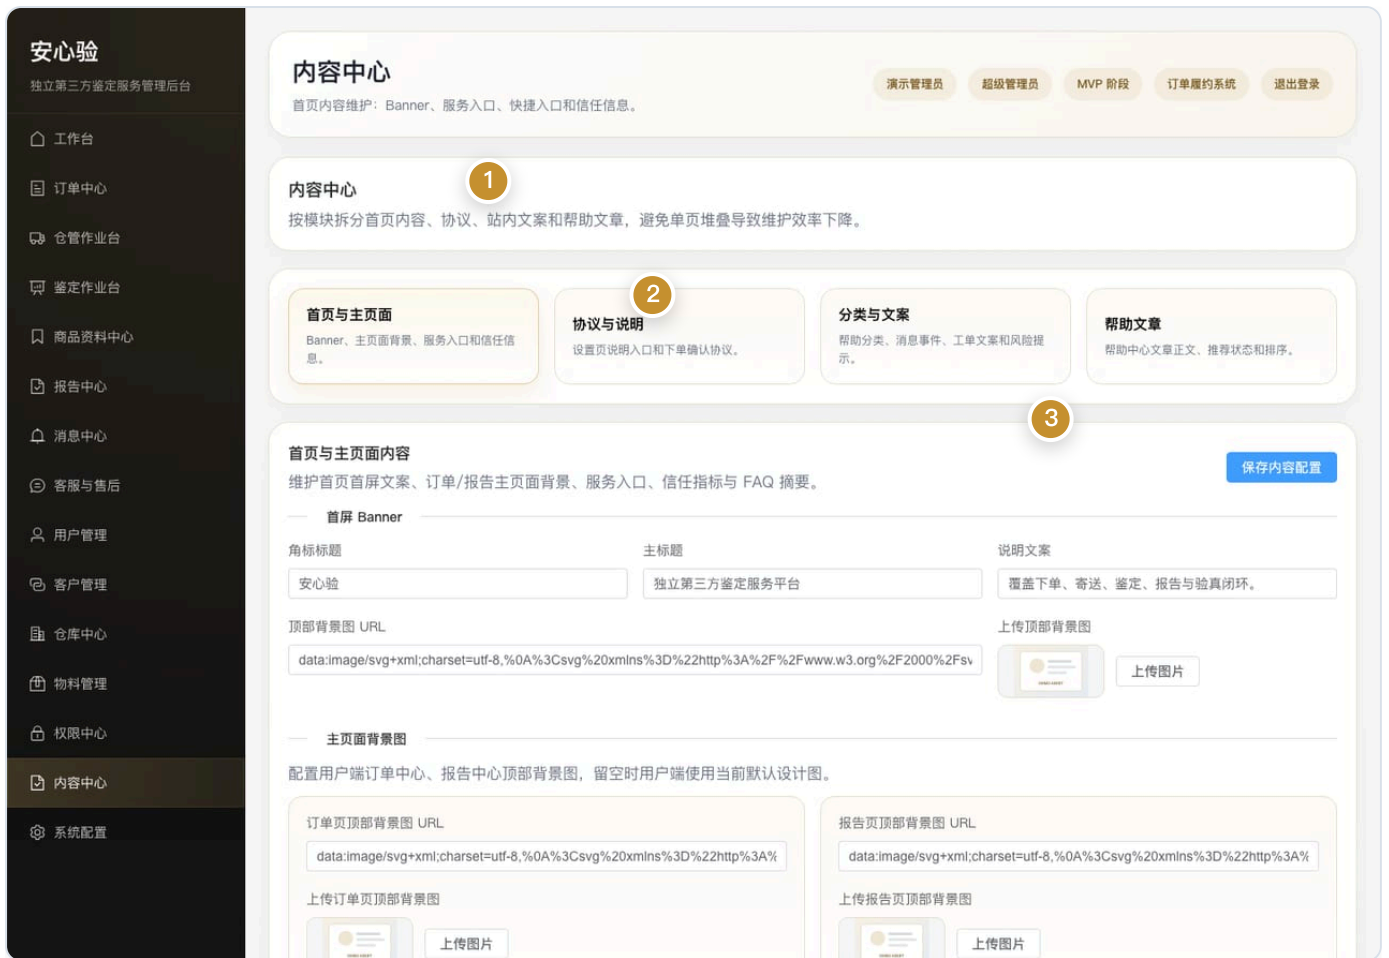 安心验
独立第三方鉴定服务管理后台
工作台
订单中心
仓管作业台
鉴定作业台
商品资料中心
报告中心
消息中心
客服与售后
用户管理
客户管理
仓库中心
物料管理
权限中心
内容中心
系统配置
内容中心
首页内容维护：Banner、服务入口、快捷入口和信任信息。
演示管理员
超级管理员
MVP 阶段
订单履约系统
退出登录
1
内容中心
按模块拆分首页内容、协议、站内文案和帮助文章，避免单页堆叠导致维护效率下降。
首页与主页面
Banner、主页面背景、服务入口和信任信
息。
2
协议与说明
设置页说明入口和下单确认协议。
分类与文案
帮助分类、消息事件、工单文案和风险提
示。
帮助文章
帮助中心文章正文、推荐状态和排序。
3
首页与主页面内容
维护首页首屏文案、订单/报告主页面背景、服务入口、信任指标与 FAQ 摘要。
保存内容配置
首屏 Banner
角标标题
主标题
说明文案
安心验
独立第三方鉴定服务平台
覆盖下单、寄送、鉴定、报告与验真闭环。
顶部背景图 URL
上传顶部背景图
data:image/svg+xml;charset=utf-8,%0A%3Csvg%20xmlns%3D%22http%3A%2F%2Fwww.w3.org%2F2000%2Fsv
上传图片
主页面背景图
配置用户端订单中心、报告中心顶部背景图，留空时用户端使用当前默认设计图。
订单页顶部背景图 URL
data:image/svg+xml;charset=utf-8,%0A%3Csvg%20xmlns%3D%22http%3A%
上传订单页顶部背景图
上传图片
报告页顶部背景图 URL
data:image/svg+xml;charset=utf-8,%0A%3Csvg%20xmlns%3D%22http%3A%
上传报告页顶部背景图
上传图片